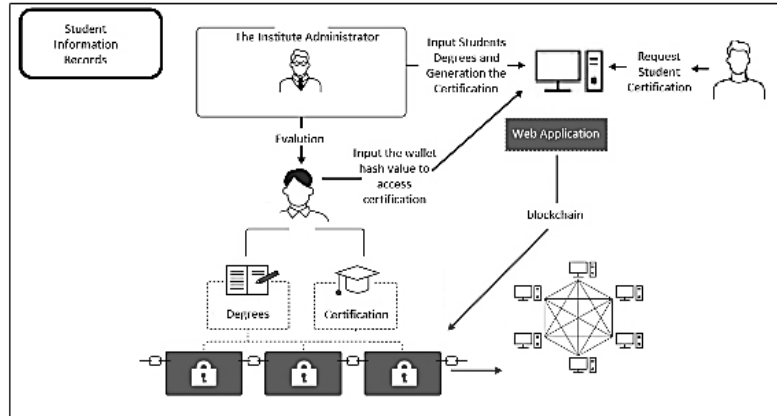 Student
Information
Records
The Institute Administrator
Input Students
Degrees and
Generation the
Certification
Request
Student
Certification
Evalution
Input the wallet
hash value to
access
certification
Web Application
blockchain
Degrees
Certification